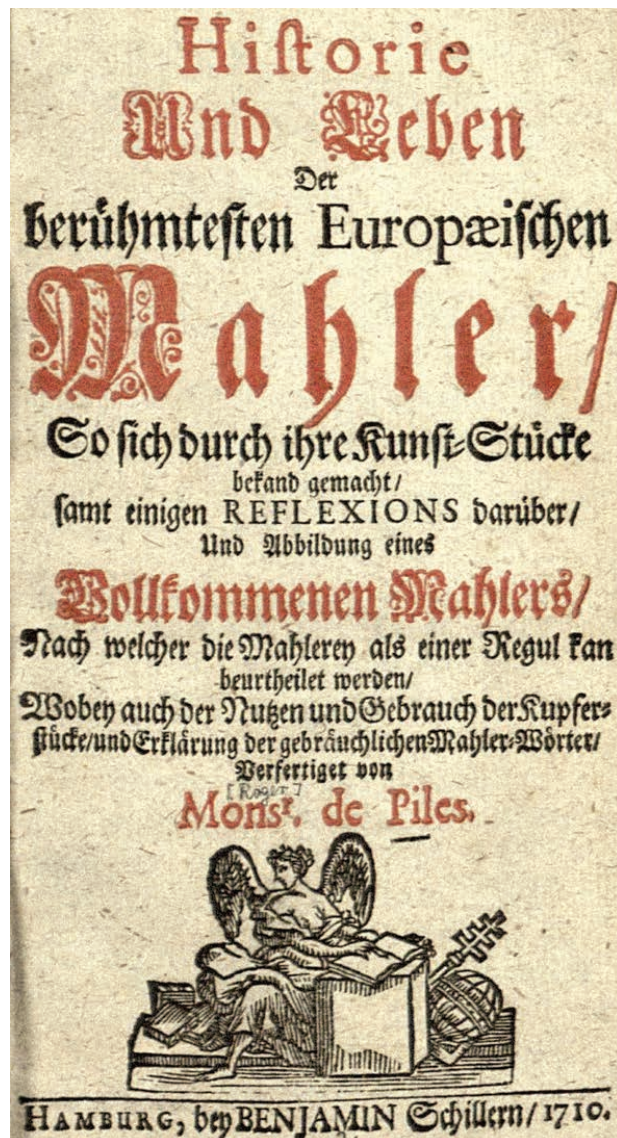 Historie
Und Leben
Der
berühmtesten Europæischen
Mahler/
So sich durch ihre Kunst-Stücke
bekand gemacht/
samt einigen REFLEXIONS darüber/
Und Abbildung eines
Vollkommenen Mahlers/
Nach welcher die Mahlerey als einer Regul kan
beurtheilet werden/
Wobey auch der Nutzen und Gebrauch der Kupfer-
stücke/und Erklärung der gebräuchlichen Mahler-Wörter/
Verfertiget von
[Roger]
Monsr. de Piles.
HAMBURG, bey BENJAMIN Schillern/1710.